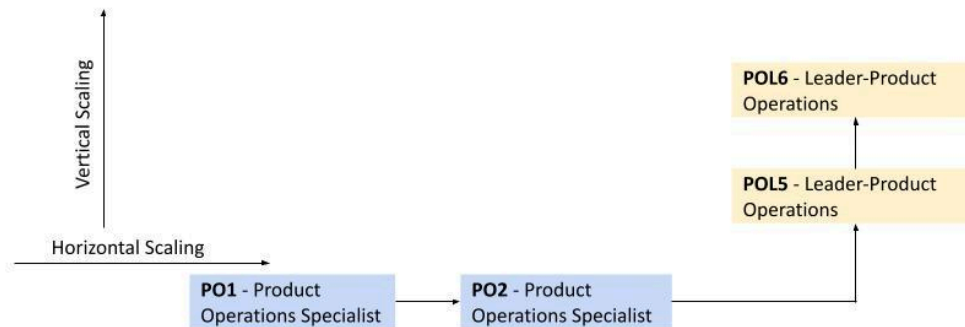 Vertical Scaling
Horizontal Scaling
PO1 - Product
Operations Specialist
PO2 - Product
Operations Specialist
POL5 - Leader-Product
Operations
POL6 - Leader-Product
Operations